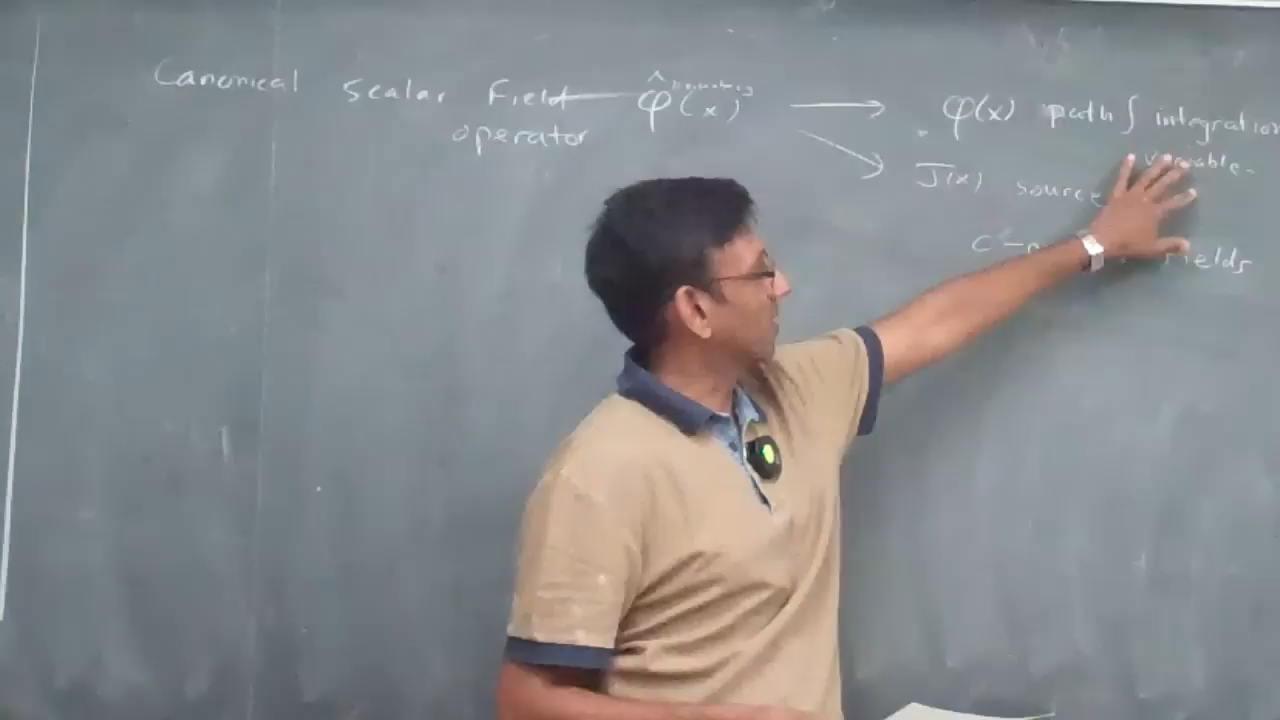 Canonical Scalar Field φ̂(x) → φ(x) path ∫ integration
operator variable
J(x) source
fields